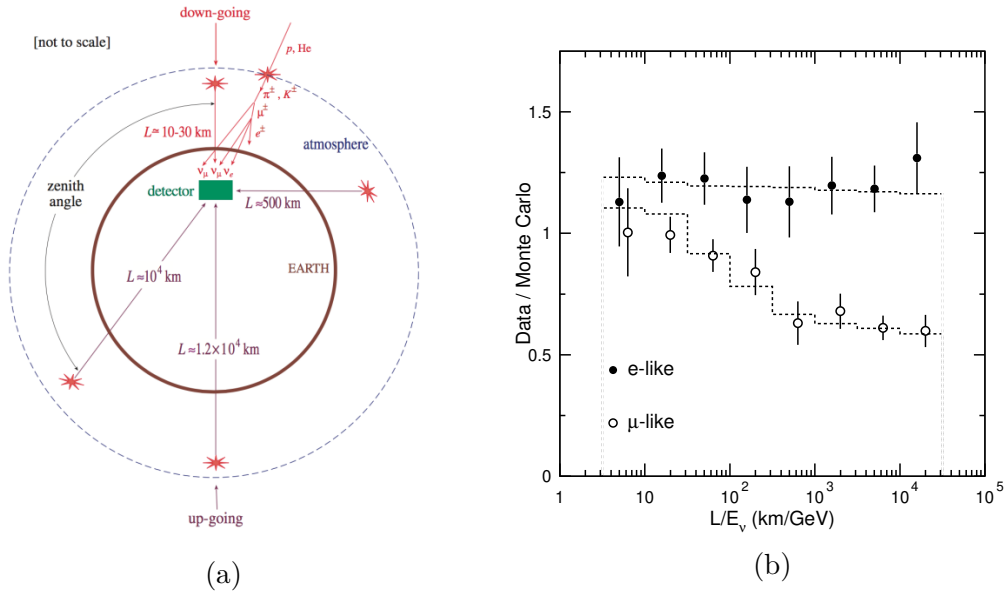 down-going
[not to scale]
p, He
π±, K±
μ±
e±
L≃ 10-30 km
atmosphere
νμ νμ νe
zenith
angle
detector
L ≈500 km
EARTH
L ≈10⁴ km
L ≈1.2×10⁴ km
up-going
(a)
Data / Monte Carlo
1.5
1
0.5
0
e-like
μ-like
1 10 10² 10³ 10⁴ 10⁵
L/Eν (km/GeV)
(b)